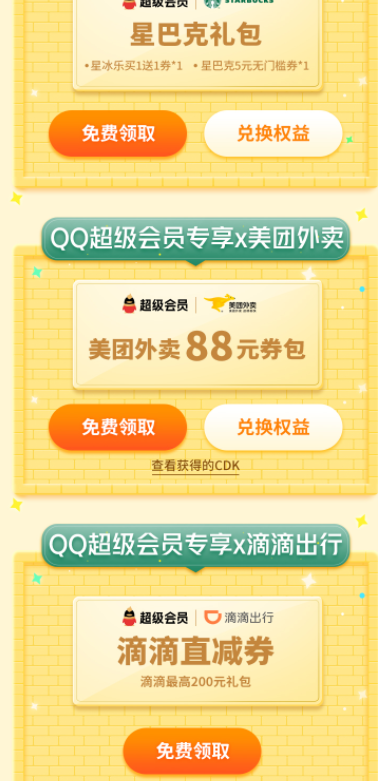 超级会员 STARBUCKS
星巴克礼包
•星冰乐买1送1券*1 •星巴克5元无门槛券*1
免费领取 兑换权益
QQ超级会员专享x美团外卖
超级会员 美团外卖
美团外卖88元券包
免费领取 兑换权益
查看获得的CDK
QQ超级会员专享x滴滴出行
超级会员 滴滴出行
滴滴直减券
滴滴最高200元礼包
免费领取